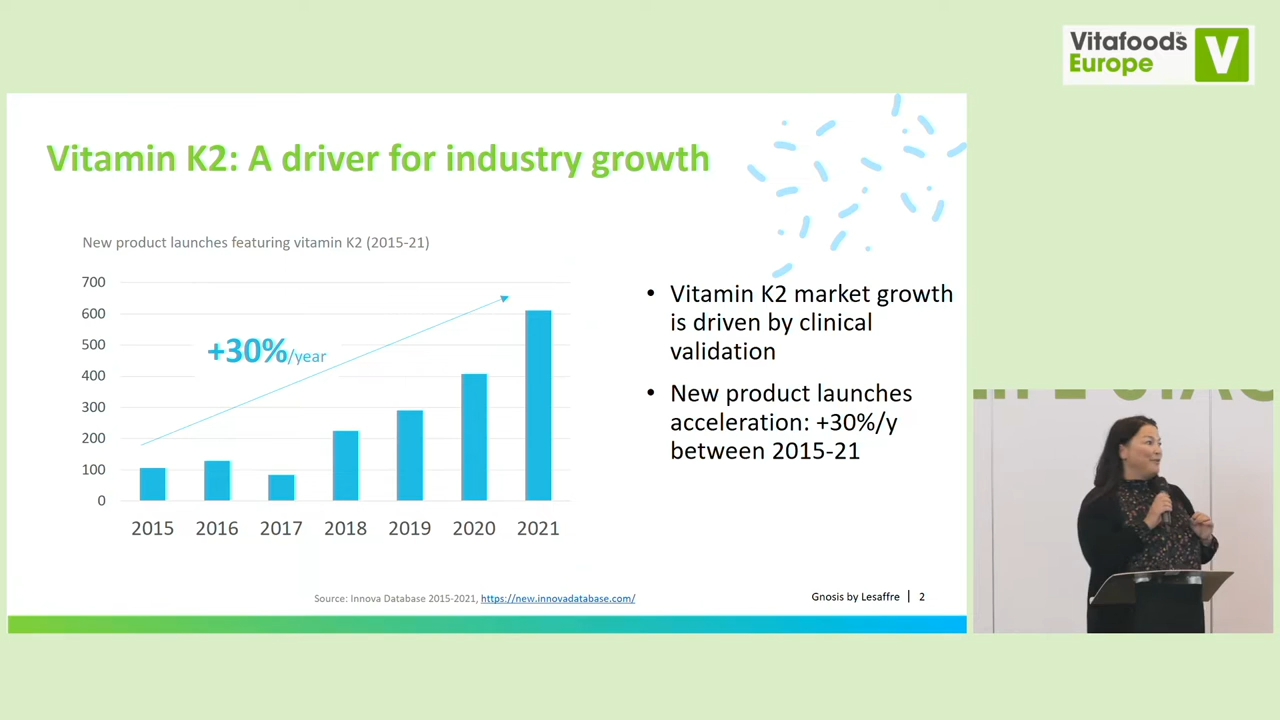 Vitafoods™
Europe
V
Vitamin K2: A driver for industry growth
New product launches featuring vitamin K2 (2015-21)
700
600
500
400
300
200
100
0
+30%/year
2015 2016 2017 2018 2019 2020 2021
• Vitamin K2 market growth
is driven by clinical
validation
• New product launches
acceleration: +30%/y
between 2015-21
Source: Innova Database 2015-2021, https://new.innovadatabase.com/
Gnosis by Lesaffre | 2